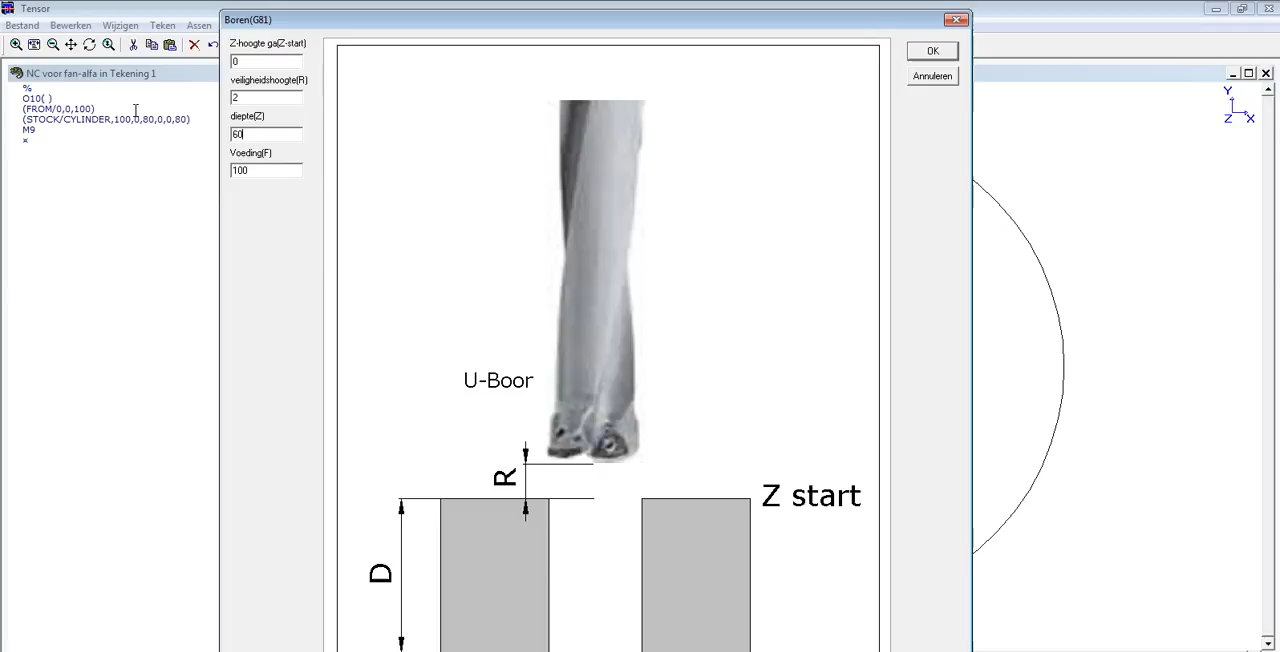 Tensor
Bestand Bewerken Wijzigen Teken Assen
NC voor fan-alfa in Tekening 1
%
O10( )
(FROM/0,0,100)
(STOCK/CYLINDER,100,0,80,0,0,80)
M9
×
Boren(G81)
Z-hoogte ga(Z-start)
0
veiligheidshoogte(R)
2
diepte(Z)
60
Voeding(F)
100
OK
Annuleren
U-Boor
R
Z start
D
Y
Z X